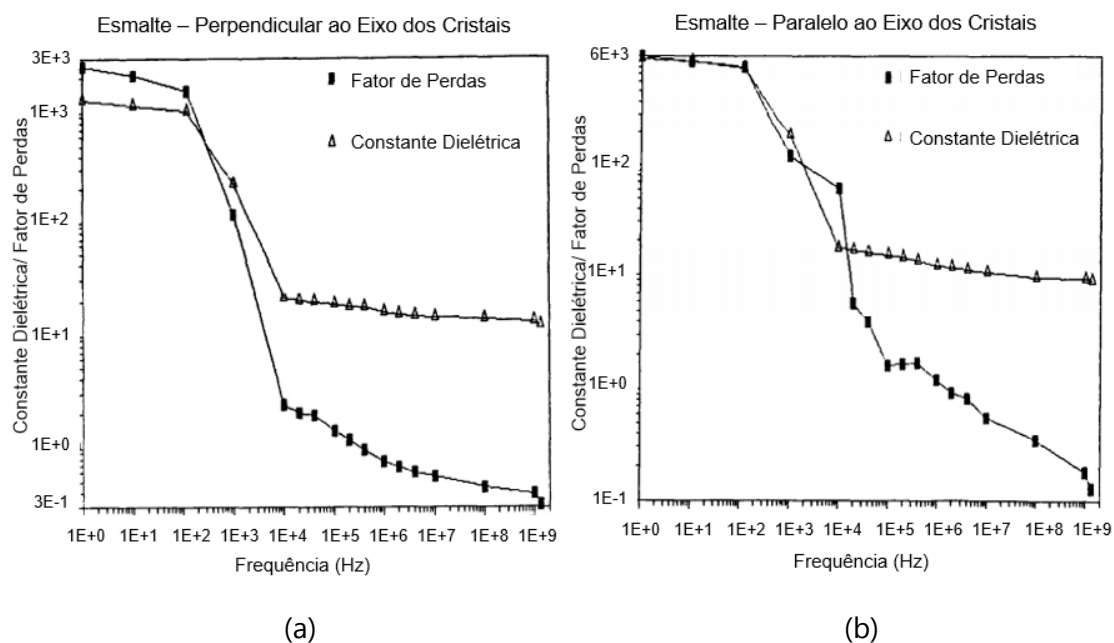 Esmalte – Perpendicular ao Eixo dos Cristais
3E+3
1E+3
1E+2
1E+1
1E+0
3E-1
Constante Dielétrica/ Fator de Perdas
Fator de Perdas
Constante Dielétrica
1E+0 1E+1 1E+2 1E+3 1E+4 1E+5 1E+6 1E+7 1E+8 1E+9
Frequência (Hz)
(a)
Esmalte – Paralelo ao Eixo dos Cristais
6E+3
1E+2
1E+1
1E+0
1E-1
Constante Dielétrica/ Fator de Perdas
Fator de Perdas
Constante Dielétrica
1E+0 1E+1 1E+2 1E+3 1E+4 1E+5 1E+6 1E+7 1E+8 1E+9
Frequência (Hz)
(b)